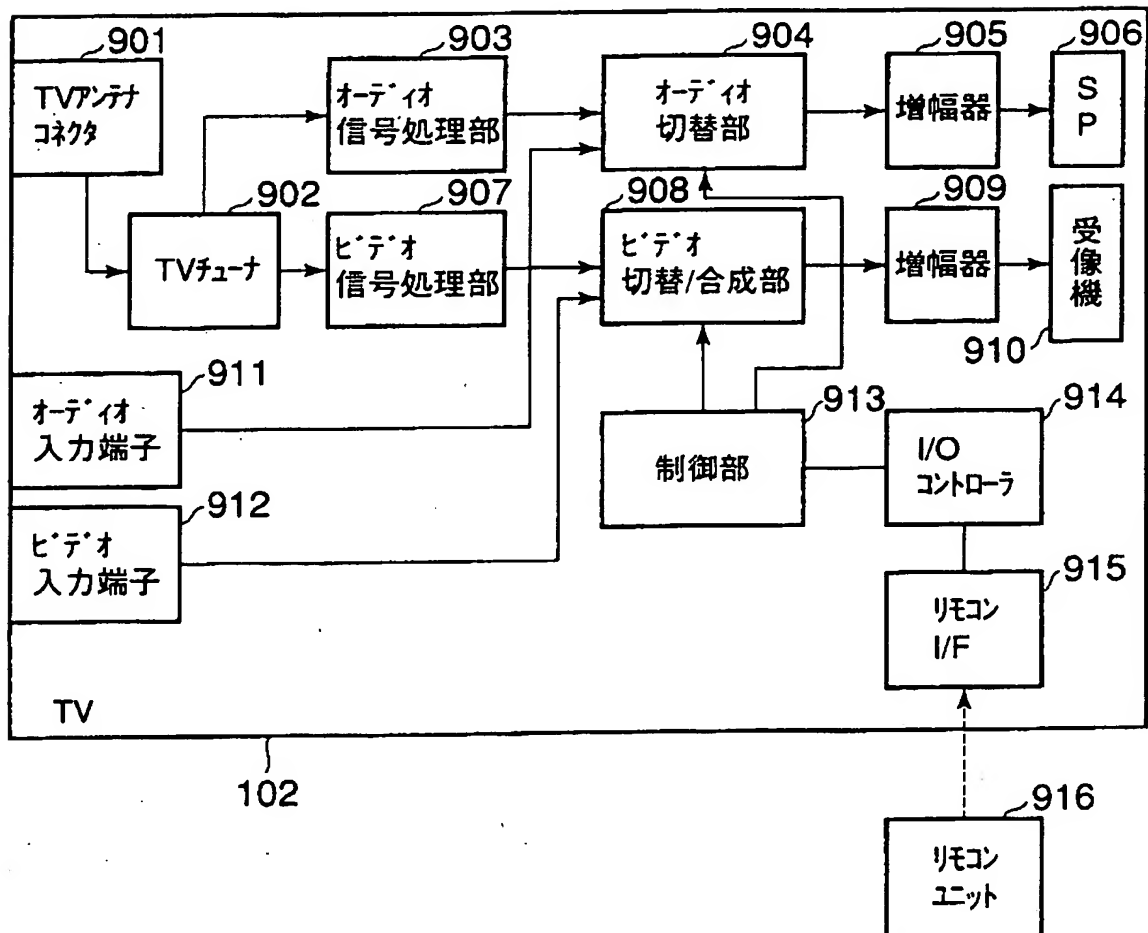 901
TVアンテナ
コネクタ
902
TVチューナ
903
オーディオ
信号処理部
904
オーディオ
切替部
905
増幅器
906
S
P
907
ビデオ
信号処理部
908
ビデオ
切替/合成部
909
増幅器
受
像
機
910
911
オーディオ
入力端子
912
ビデオ
入力端子
913
制御部
914
I/O
コントローラ
915
リモコン
I/F
TV
102
916
リモコン
ユニット